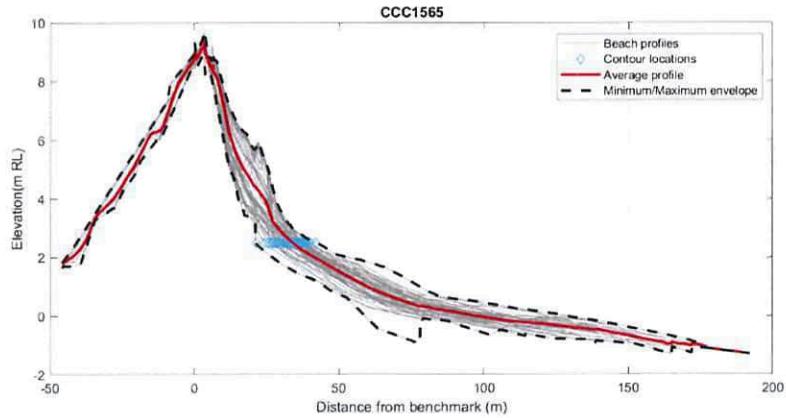 CCC1565
Beach profiles
Contour locations
Average profile
Minimum/Maximum envelope
Elevation(m RL)
10
8
6
4
2
0
-2
-50
0
50
100
150
200
Distance from benchmark (m)